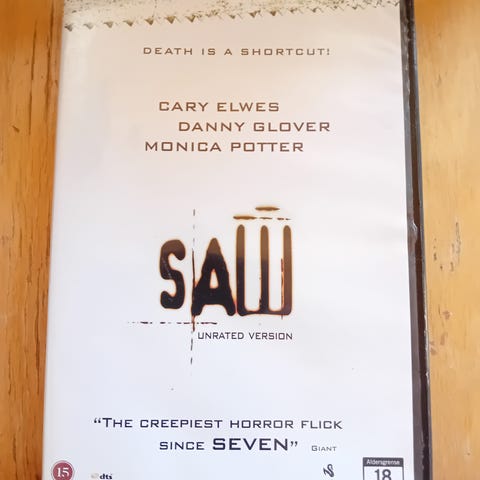 DEATH IS A SHORTCUT!
CARY ELWES
DANNY GLOVER
MONICA POTTER
SAW
UNRATED VERSION
"THE CREEPIEST HORROR FLICK
SINCE SEVEN" GIANT
15
dts
Aldersgrense
18